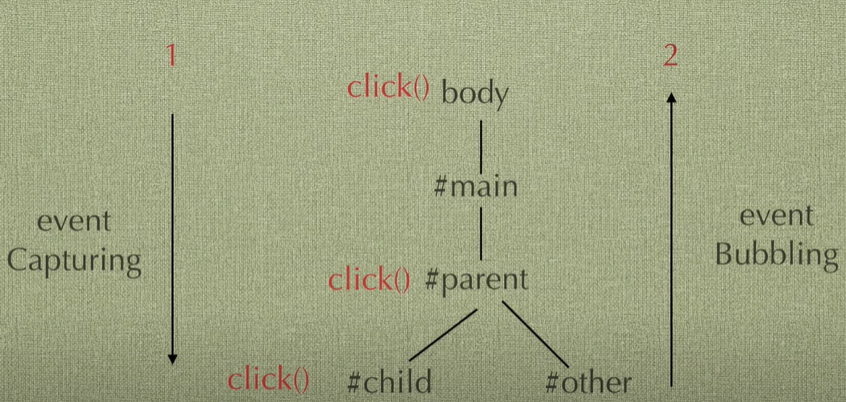 1
2
click() body
#main
event
Capturing
event
Bubbling
click() #parent
click() #child #other